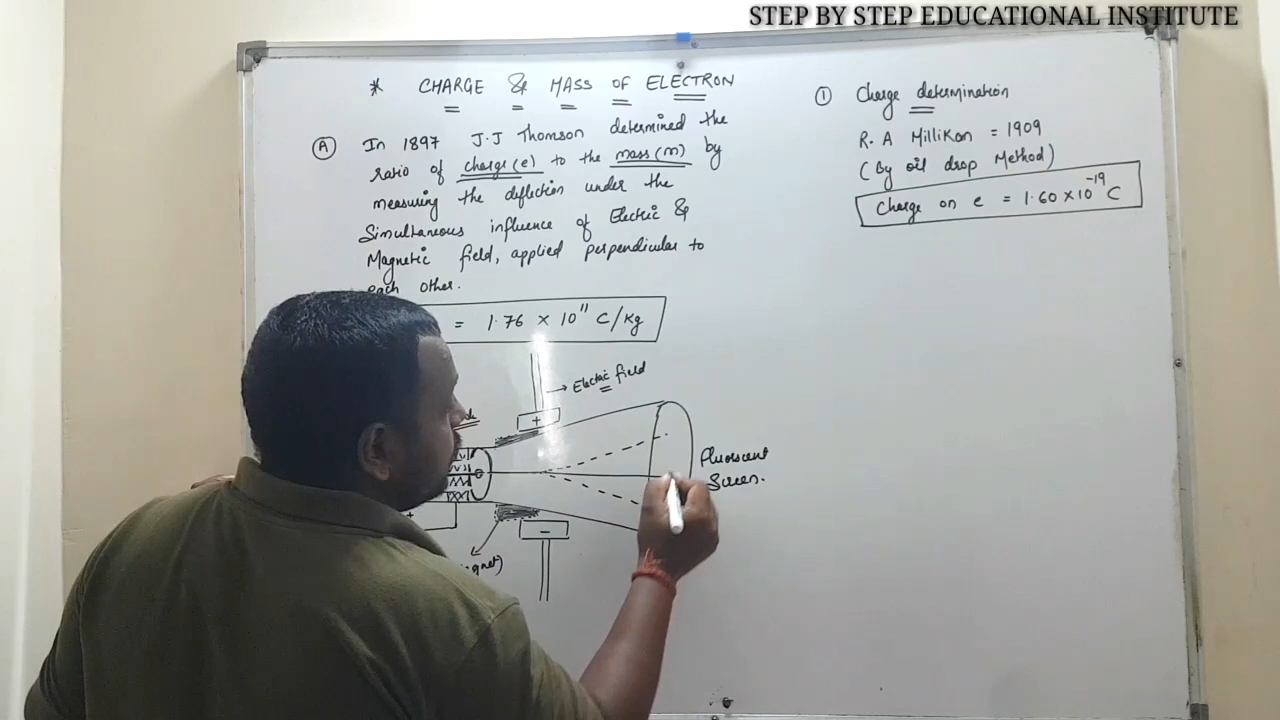 STEP BY STEP EDUCATIONAL INSTITUTE
* CHARGE & MASS OF ELECTRON
(A) In 1897 J.J Thomson determined the
ratio of charge(e) to the mass(m) by
measuring the deflection under the
Simultaneous influence of Electric &
Magnetic field, applied perpendicular to
each other.
= 1.76 × 10¹¹ C/kg
→ Electric field
+
Fluorscent
Screen.
+
-
① Charge determination
R.A Millikan = 1909
(By oil drop Method)
Charge on e = 1.60 × 10⁻¹⁹ C